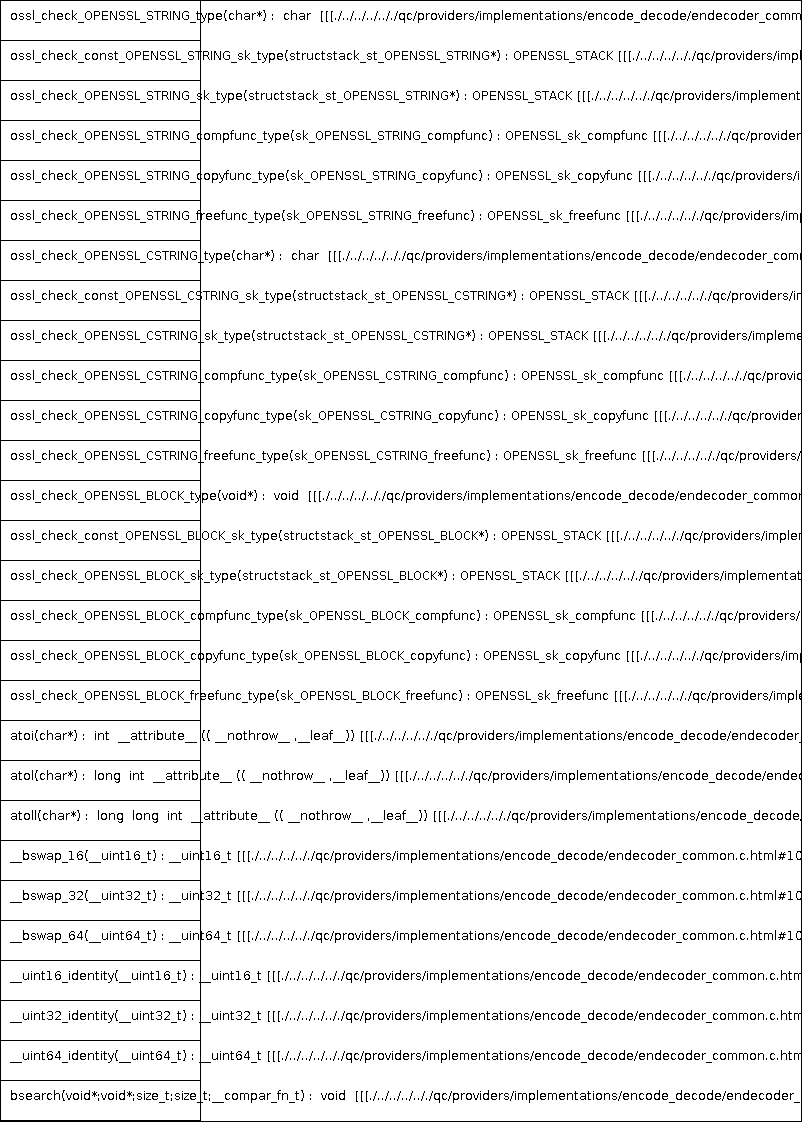 ossl_check_OPENSSL_STRING_type(char*) : char [[[./../../../../qc/providers/implementations/encode_decode/endecoder_comm
ossl_check_const_OPENSSL_STRING_sk_type(structstack_st_OPENSSL_STRING*) : OPENSSL_STACK [[[./../../../../../qc/providers/impl
ossl_check_OPENSSL_STRING_sk_type(structstack_st_OPENSSL_STRING*) : OPENSSL_STACK [[[./../../../../../qc/providers/implement
ossl_check_OPENSSL_STRING_compfunc_type(sk_OPENSSL_STRING_compfunc) : OPENSSL_sk_compfunc [[[./../../../../../qc/provider
ossl_check_OPENSSL_STRING_copyfunc_type(sk_OPENSSL_STRING_copyfunc) : OPENSSL_sk_copyfunc [[[./../../../../../qc/providers/i
ossl_check_OPENSSL_STRING_freefunc_type(sk_OPENSSL_STRING_freefunc) : OPENSSL_sk_freefunc [[[./../../../../../qc/providers/im
ossl_check_OPENSSL_CSTRING_type(char*) : char [[[./../../../../../qc/providers/implementations/encode_decode/endecoder_com
ossl_check_const_OPENSSL_CSTRING_sk_type(structstack_st_OPENSSL_CSTRING*) : OPENSSL_STACK [[[./../../../../../qc/providers/i
ossl_check_OPENSSL_CSTRING_sk_type(structstack_st_OPENSSL_CSTRING*) : OPENSSL_STACK [[[./../../../../../qc/providers/impleme
ossl_check_OPENSSL_CSTRING_compfunc_type(sk_OPENSSL_CSTRING_compfunc) : OPENSSL_sk_compfunc [[[./../../../../../qc/provid
ossl_check_OPENSSL_CSTRING_copyfunc_type(sk_OPENSSL_CSTRING_copyfunc) : OPENSSL_sk_copyfunc [[[./../../../../../qc/provider
ossl_check_OPENSSL_CSTRING_freefunc_type(sk_OPENSSL_CSTRING_freefunc) : OPENSSL_sk_freefunc [[[./../../../../../qc/providers/
ossl_check_OPENSSL_BLOCK_type(void*) : void [[[./../../../../../qc/providers/implementations/encode_decode/endecoder_common
ossl_check_const_OPENSSL_BLOCK_sk_type(structstack_st_OPENSSL_BLOCK*) : OPENSSL_STACK [[[./../../../../../qc/providers/implem
ossl_check_OPENSSL_BLOCK_sk_type(structstack_st_OPENSSL_BLOCK*) : OPENSSL_STACK [[[./../../../../../qc/providers/implementat
ossl_check_OPENSSL_BLOCK_compfunc_type(sk_OPENSSL_BLOCK_compfunc) : OPENSSL_sk_compfunc [[[./../../../../../qc/providers/
ossl_check_OPENSSL_BLOCK_copyfunc_type(sk_OPENSSL_BLOCK_copyfunc) : OPENSSL_sk_copyfunc [[[./../../../../../qc/providers/im
ossl_check_OPENSSL_BLOCK_freefunc_type(sk_OPENSSL_BLOCK_freefunc) : OPENSSL_sk_freefunc [[[./../../../../../qc/providers/imple
atoi(char*) : int __attribute__ (( __nothrow__ ,__leaf__)) [[[./../../../../../qc/providers/implementations/encode_decode/endecoder_
atol(char*) : long int __attribute__ (( __nothrow__ ,__leaf__)) [[[./../../../../../qc/providers/implementations/encode_decode/endec
atoll(char*) : long long int __attribute__ (( __nothrow__ ,__leaf__)) [[[./../../../../../qc/providers/implementations/encode_decode/
__bswap_16(__uint16_t) : __uint16_t [[[./../../../../../qc/providers/implementations/encode_decode/endecoder_common.c.html#10
__bswap_32(__uint32_t) : __uint32_t [[[./../../../../../qc/providers/implementations/encode_decode/endecoder_common.c.html#10
__bswap_64(__uint64_t) : __uint64_t [[[./../../../../../qc/providers/implementations/encode_decode/endecoder_common.c.html#10
__uint16_identity(__uint16_t) : __uint16_t [[[./../../../../../qc/providers/implementations/encode_decode/endecoder_common.c.htm
__uint32_identity(__uint32_t) : __uint32_t [[[./../../../../../qc/providers/implementations/encode_decode/endecoder_common.c.htm
__uint64_identity(__uint64_t) : __uint64_t [[[./../../../../../qc/providers/implementations/encode_decode/endecoder_common.c.htm
bsearch(void*;void*;size_t;size_t;__compar_fn_t) : void [[[./../../../../../qc/providers/implementations/encode_decode/endecoder_